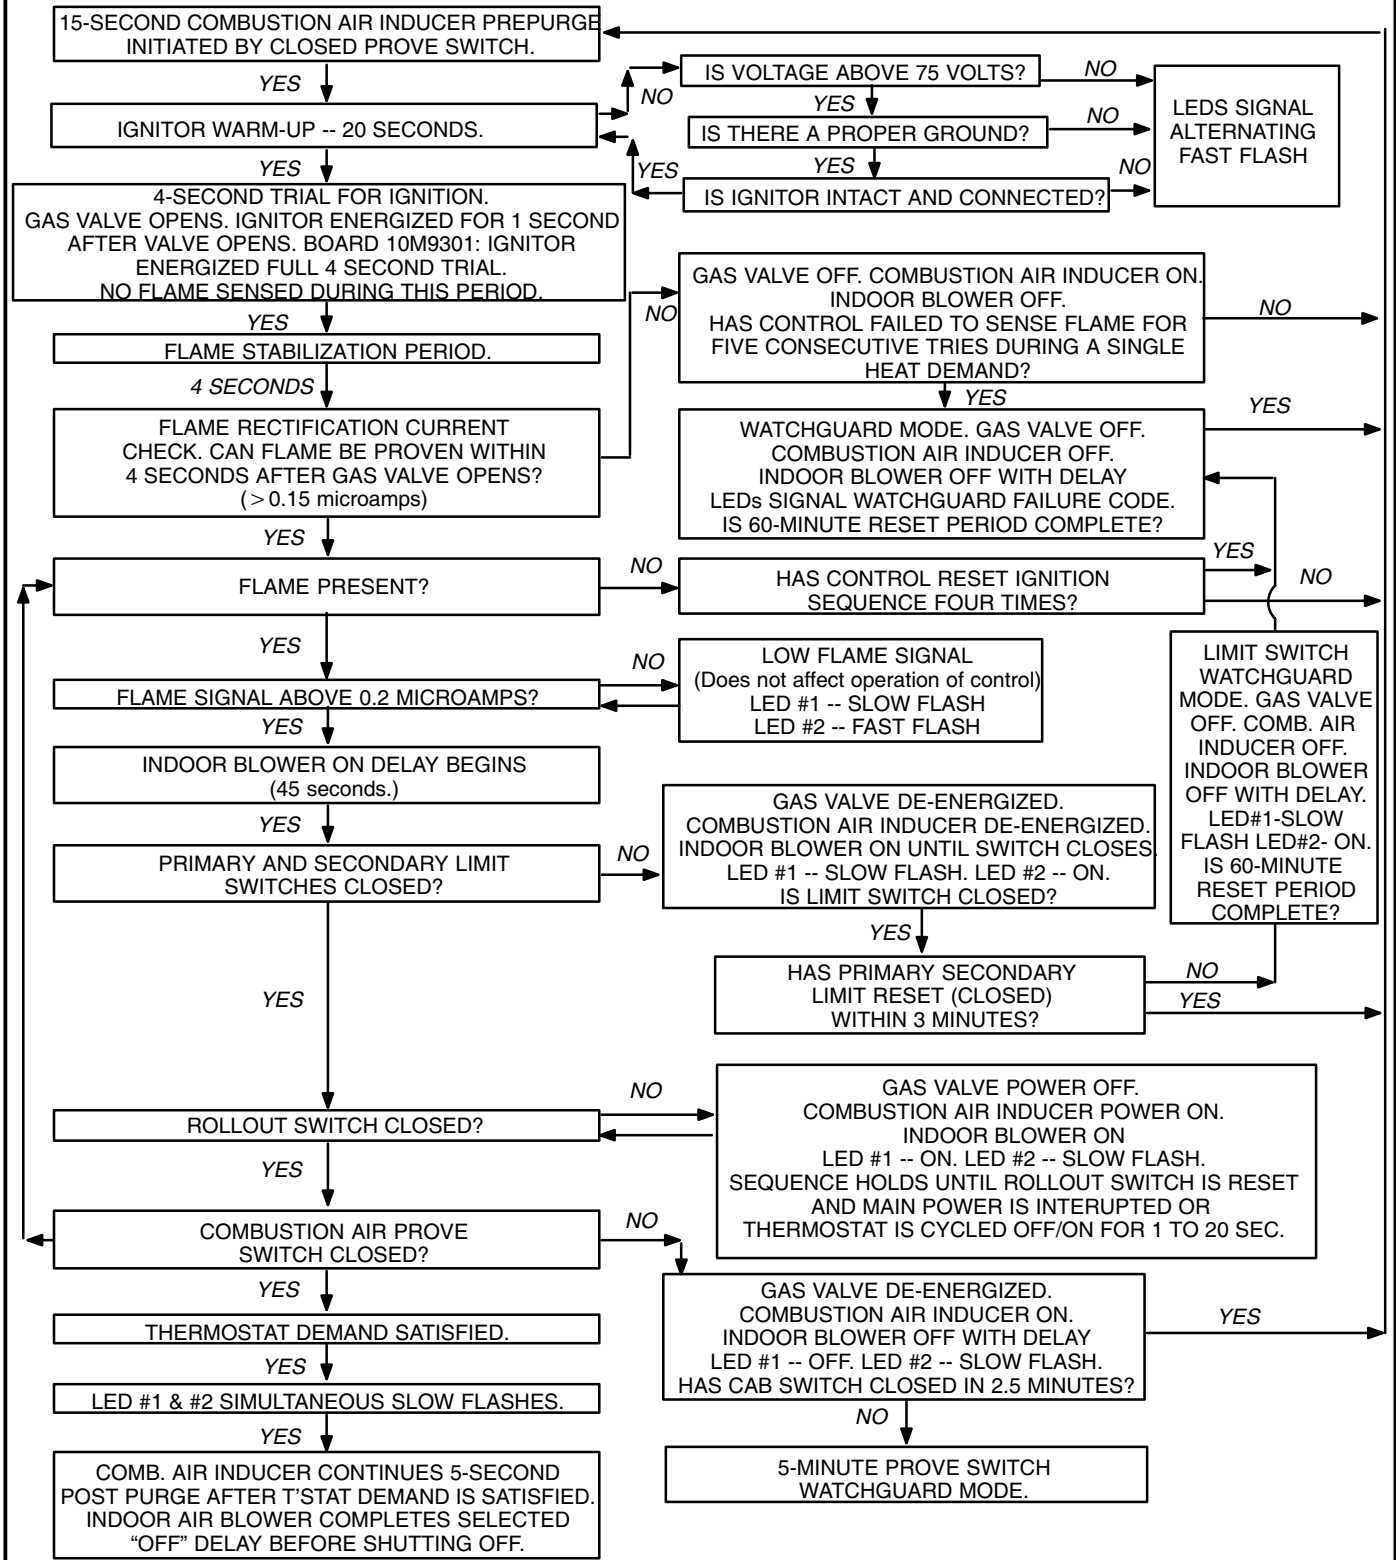 15-SECOND COMBUSTION AIR INDUCER PREPURGE
INITIATED BY CLOSED PROVE SWITCH.
YES
IGNITOR WARM-UP -- 20 SECONDS.
NO
IS VOLTAGE ABOVE 75 VOLTS?
NO
YES
IS THERE A PROPER GROUND?
NO
YES
IS IGNITOR INTACT AND CONNECTED?
NO
YES
LEDS SIGNAL
ALTERNATING
FAST FLASH
YES
4-SECOND TRIAL FOR IGNITION.
GAS VALVE OPENS. IGNITOR ENERGIZED FOR 1 SECOND
AFTER VALVE OPENS. BOARD 10M9301: IGNITOR
ENERGIZED FULL 4 SECOND TRIAL.
NO FLAME SENSED DURING THIS PERIOD.
YES
FLAME STABILIZATION PERIOD.
4 SECONDS
FLAME RECTIFICATION CURRENT
CHECK. CAN FLAME BE PROVEN WITHIN
4 SECONDS AFTER GAS VALVE OPENS?
(>0.15 microamps)
NO
GAS VALVE OFF. COMBUSTION AIR INDUCER ON.
INDOOR BLOWER OFF.
HAS CONTROL FAILED TO SENSE FLAME FOR
FIVE CONSECUTIVE TRIES DURING A SINGLE
HEAT DEMAND?
NO
YES
WATCHGUARD MODE. GAS VALVE OFF.
COMBUSTION AIR INDUCER OFF.
INDOOR BLOWER OFF WITH DELAY
LEDs SIGNAL WATCHGUARD FAILURE CODE.
IS 60-MINUTE RESET PERIOD COMPLETE?
YES
YES
FLAME PRESENT?
NO
HAS CONTROL RESET IGNITION
SEQUENCE FOUR TIMES?
YES
NO
YES
FLAME SIGNAL ABOVE 0.2 MICROAMPS?
NO
LOW FLAME SIGNAL
(Does not affect operation of control)
LED #1 -- SLOW FLASH
LED #2 -- FAST FLASH
LIMIT SWITCH
WATCHGUARD
MODE. GAS VALVE
OFF. COMB. AIR
INDUCER OFF.
INDOOR BLOWER
OFF WITH DELAY.
LED#1-SLOW
FLASH LED#2- ON.
IS 60-MINUTE
RESET PERIOD
COMPLETE?
YES
INDOOR BLOWER ON DELAY BEGINS
(45 seconds.)
YES
PRIMARY AND SECONDARY LIMIT
SWITCHES CLOSED?
NO
GAS VALVE DE-ENERGIZED.
COMBUSTION AIR INDUCER DE-ENERGIZED.
INDOOR BLOWER ON UNTIL SWITCH CLOSES.
LED #1 -- SLOW FLASH. LED #2 -- ON.
IS LIMIT SWITCH CLOSED?
YES
HAS PRIMARY SECONDARY
LIMIT RESET (CLOSED)
WITHIN 3 MINUTES?
NO
YES
YES
ROLLOUT SWITCH CLOSED?
NO
GAS VALVE POWER OFF.
COMBUSTION AIR INDUCER POWER ON.
INDOOR BLOWER ON
LED #1 -- ON. LED #2 -- SLOW FLASH.
SEQUENCE HOLDS UNTIL ROLLOUT SWITCH IS RESET
AND MAIN POWER IS INTERUPTED OR
THERMOSTAT IS CYCLED OFF/ON FOR 1 TO 20 SEC.
YES
COMBUSTION AIR PROVE
SWITCH CLOSED?
NO
GAS VALVE DE-ENERGIZED.
COMBUSTION AIR INDUCER ON.
INDOOR BLOWER OFF WITH DELAY
LED #1 -- OFF. LED #2 -- SLOW FLASH.
HAS CAB SWITCH CLOSED IN 2.5 MINUTES?
YES
NO
5-MINUTE PROVE SWITCH
WATCHGUARD MODE.
YES
THERMOSTAT DEMAND SATISFIED.
YES
LED #1 & #2 SIMULTANEOUS SLOW FLASHES.
YES
COMB. AIR INDUCER CONTINUES 5-SECOND
POST PURGE AFTER T'STAT DEMAND IS SATISFIED.
INDOOR AIR BLOWER COMPLETES SELECTED
“OFF” DELAY BEFORE SHUTTING OFF.